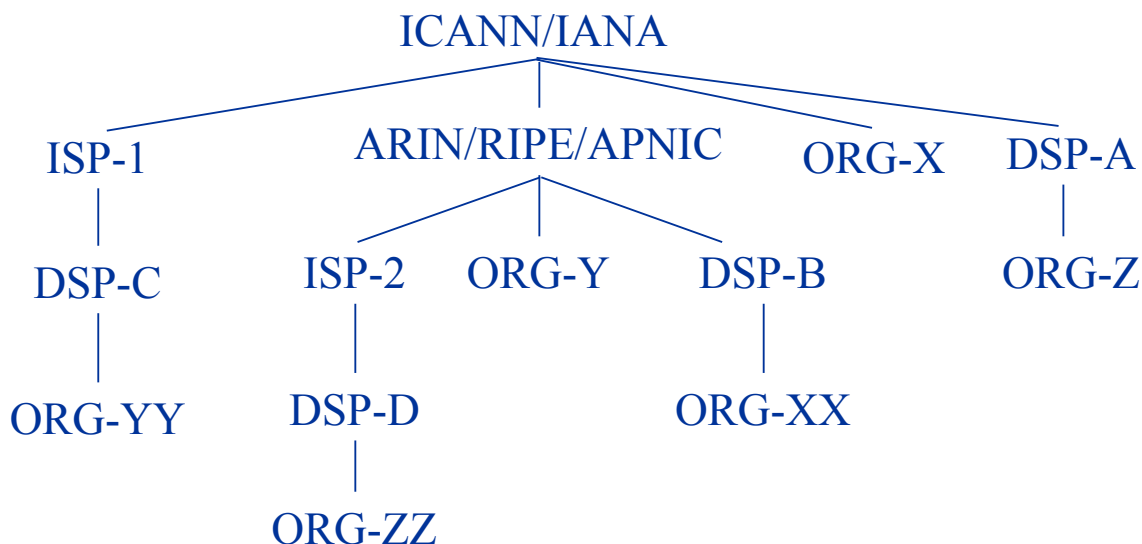 ICANN/IANA
ISP-1 ARIN/RIPE/APNIC ORG-X DSP-A
DSP-C ISP-2 ORG-Y DSP-B ORG-Z
ORG-YY DSP-D ORG-XX
ORG-ZZ